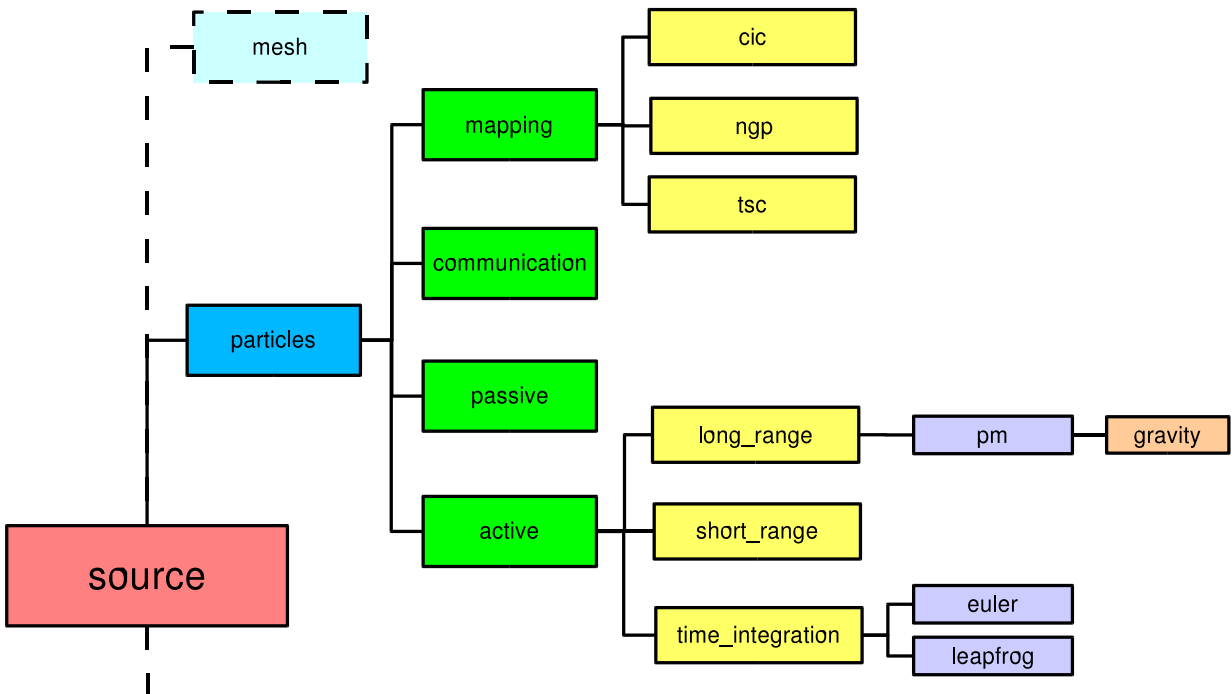 mesh
cic
mapping
ngp
tsc
communication
particles
passive
long_range
pm
gravity
active
short_range
source
euler
time_integration
leapfrog